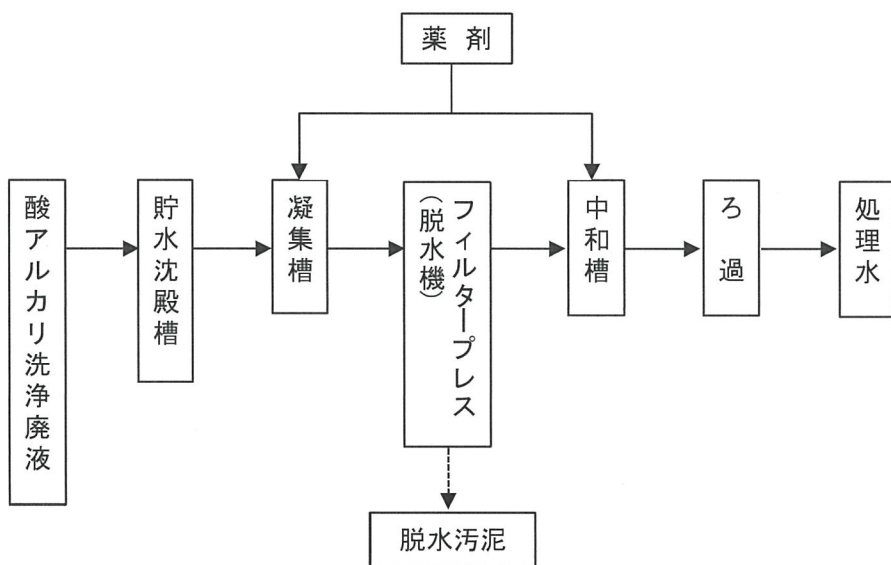 薬 剤
酸アルカリ洗浄廃液
貯水沈殿槽
凝集槽
フィルタープレス
(脱水機)
中和槽
ろ過
処理水
脱水汚泥